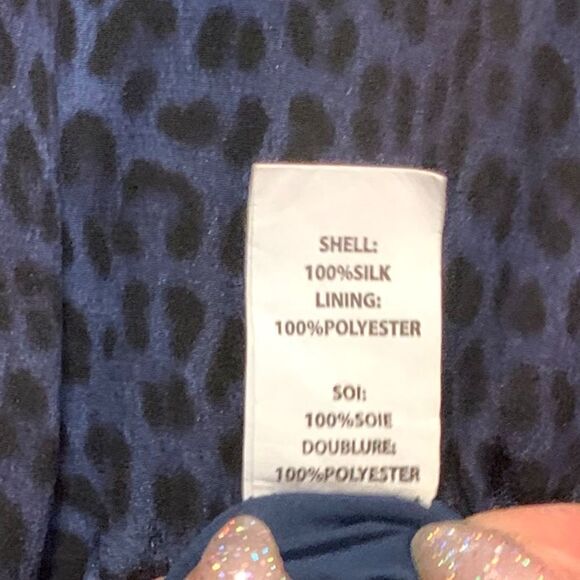 SHELL:
100%SILK
LINING:
100%POLYESTER
SOI:
100%SOIE
DOUBLURE:
100%POLYESTER